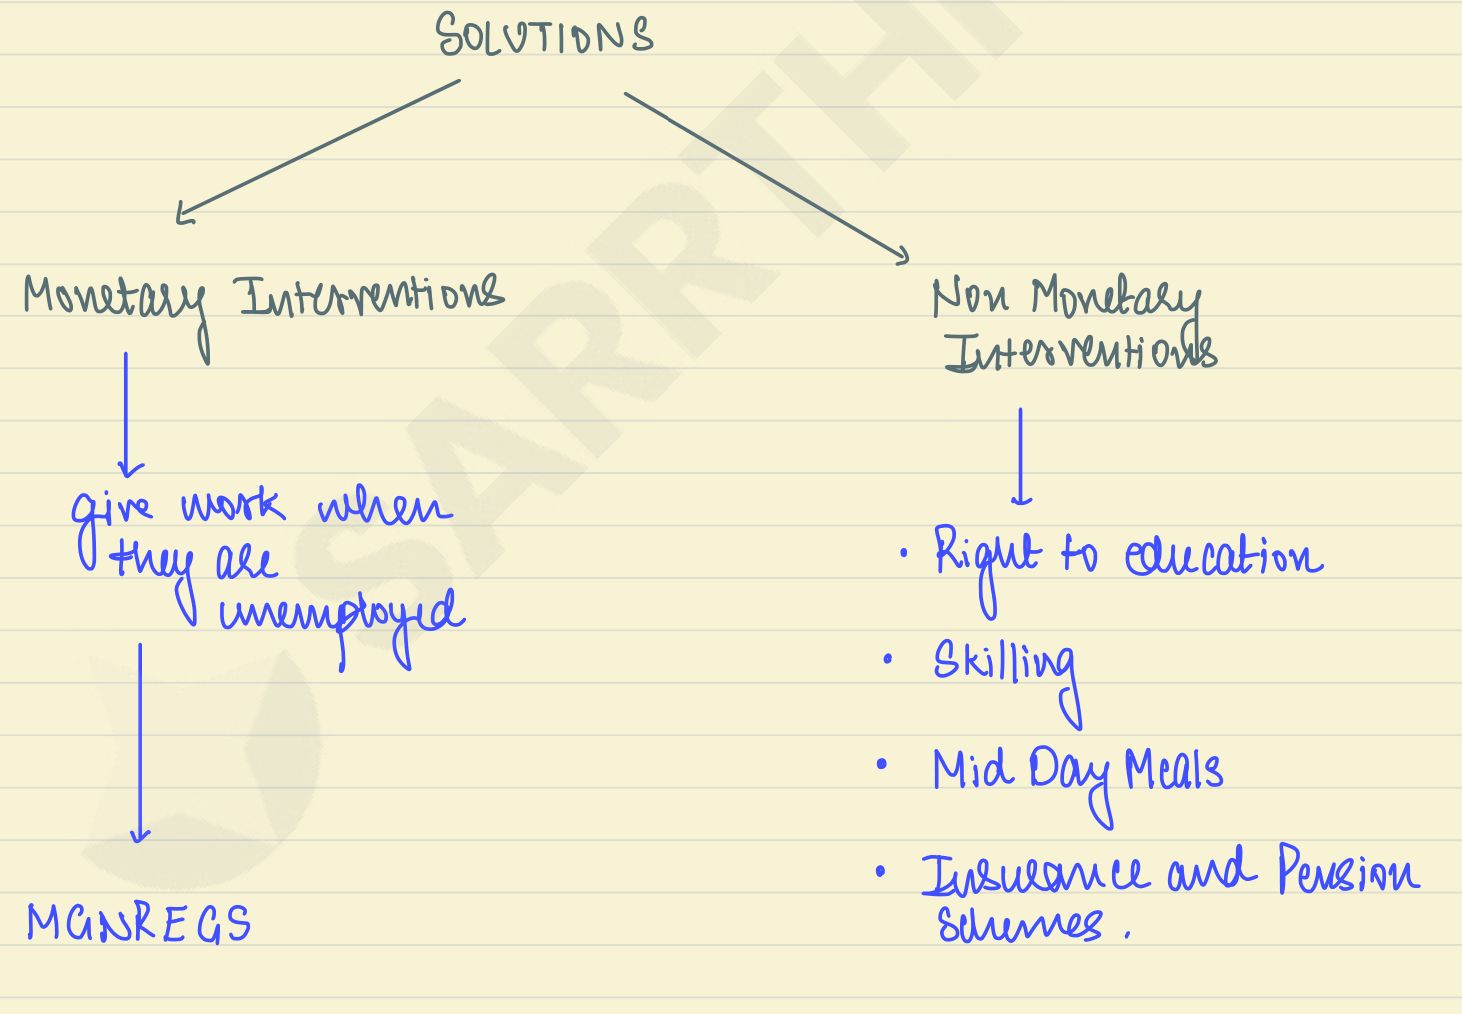 SOLUTIONS
Monetary Interventions
give work when
they are
unemployed
MGNREGS
Non Monetary
Interventions
• Right to education
• Skilling
• Mid Day Meals
• Insurance and Pension
Schemes.
SARRTHI